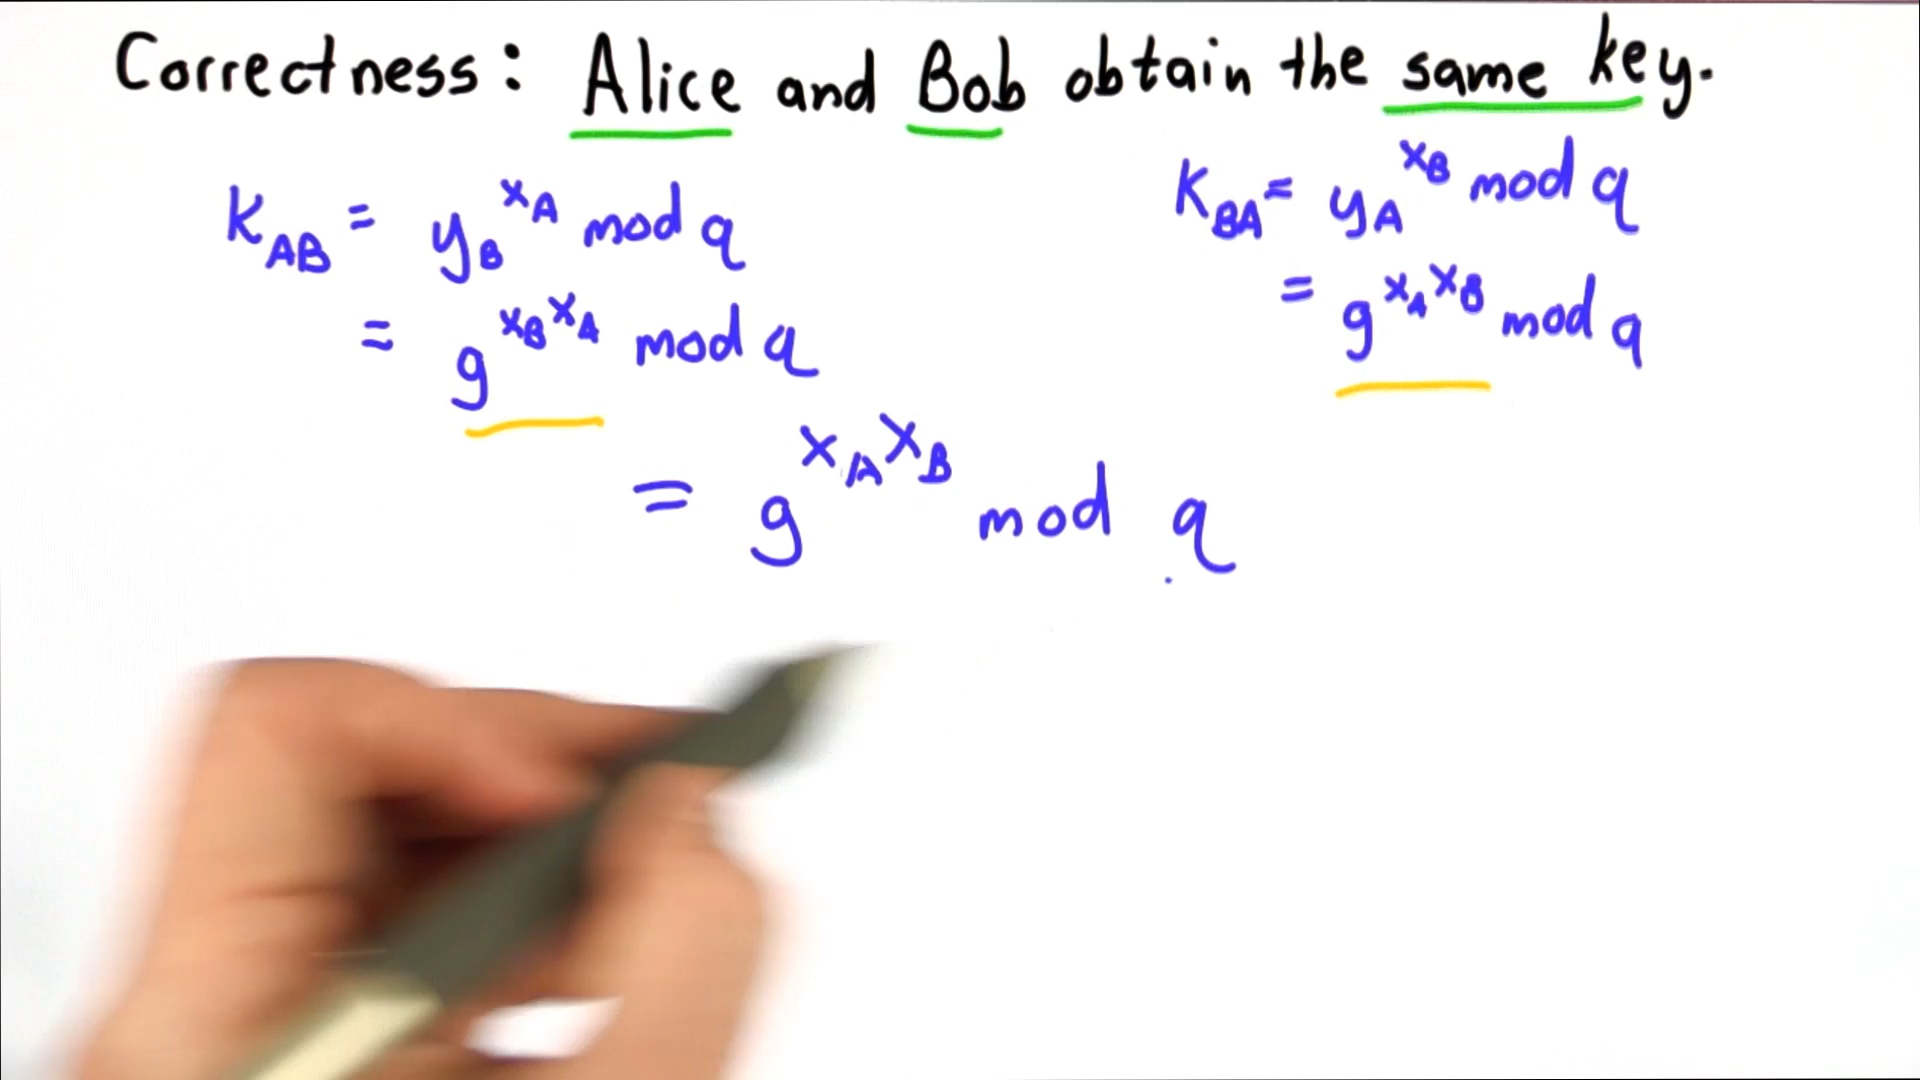 Correctness: Alice and Bob obtain the same key.
K_AB = y_B^x_A mod q
= g^x_B x_A mod q
K_BA = y_A^x_B mod q
= g^x_A x_B mod q
= g^x_A x_B mod q